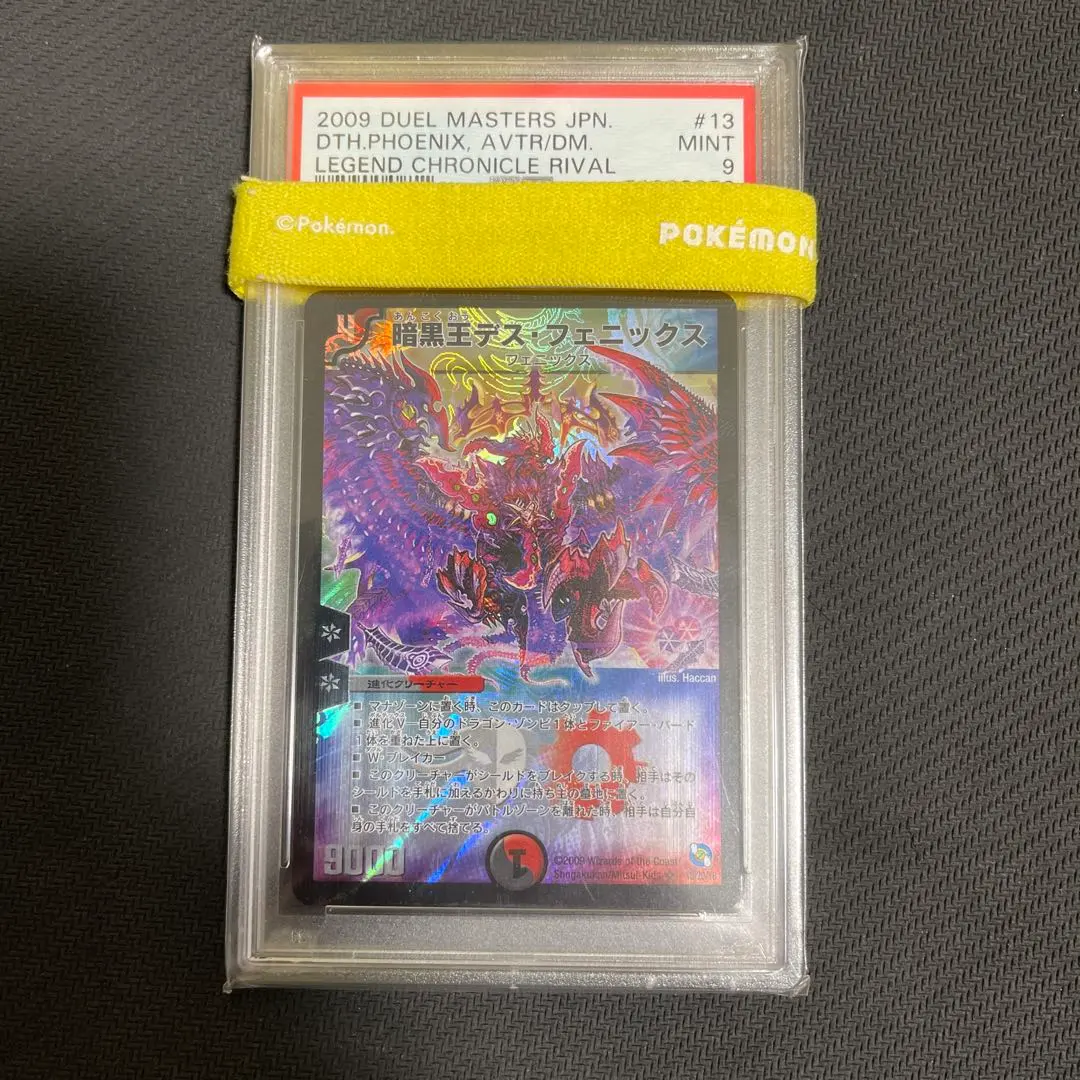 2009 DUEL MASTERS JPN. #13
DTH.PHOENIX, AVTR/DM. MINT
LEGEND CHRONICLE RIVAL 9
©Pokémon. POKÉMON
あんこくおう
暗黒王デス・フェニックス
フェニックス
illus. Haccan
進化クリーチャー
■ マナゾーンに置く時、このカードはタップして置く。
■ 進化V－自分のドラゴン・ゾンビ1体とファイアー・バード
1体を重ねた上に置く。
■ W・ブレイカー
■ このクリーチャーがシールドをブレイクする時、相手はその
シールドを手札に加えるかわりに持ち主の墓地に置く。
■ このクリーチャーがバトルゾーンを離れた時、相手は自分自
身の手札をすべて捨てる。
9000
©2009 Wizards of the Coast/
Shogakukan/Mitsui-Kids